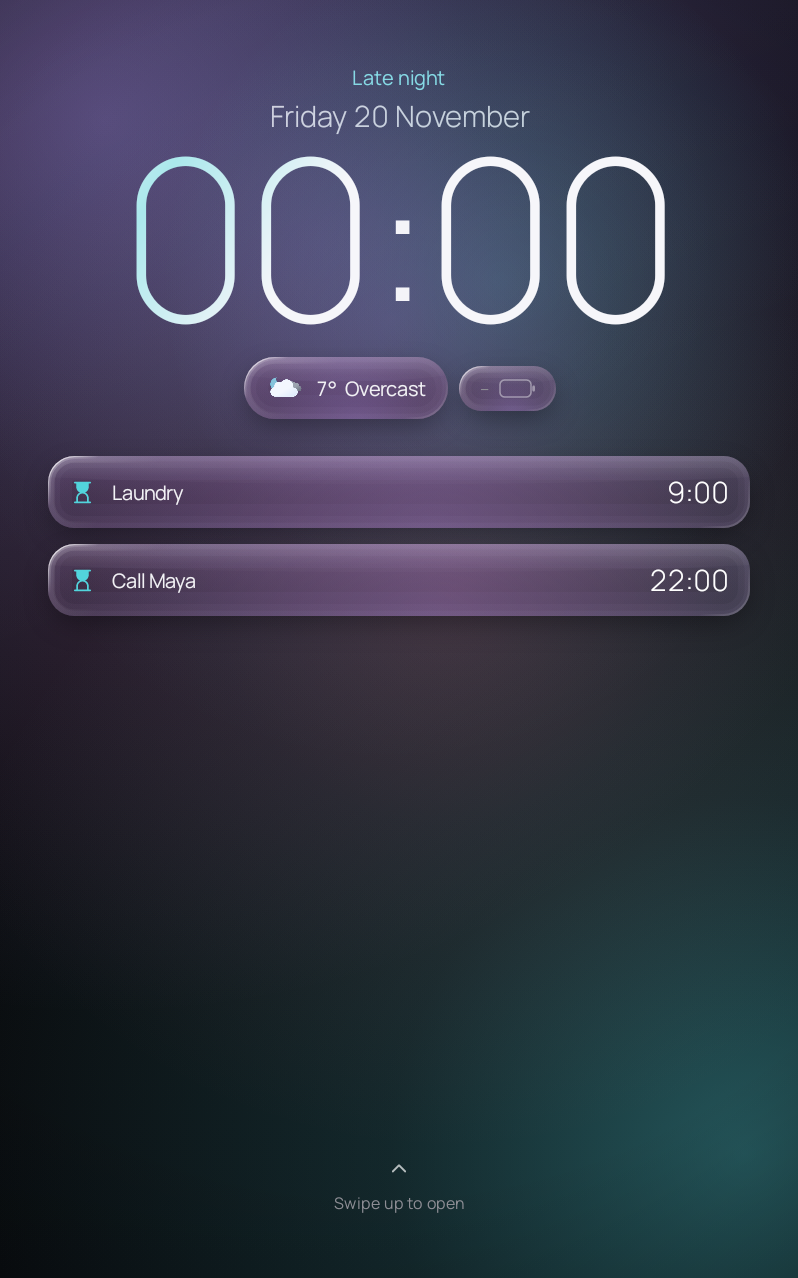 Late night
Friday 20 November
00:00
7° Overcast
–
Laundry 9:00
Call Maya 22:00
Swipe up to open